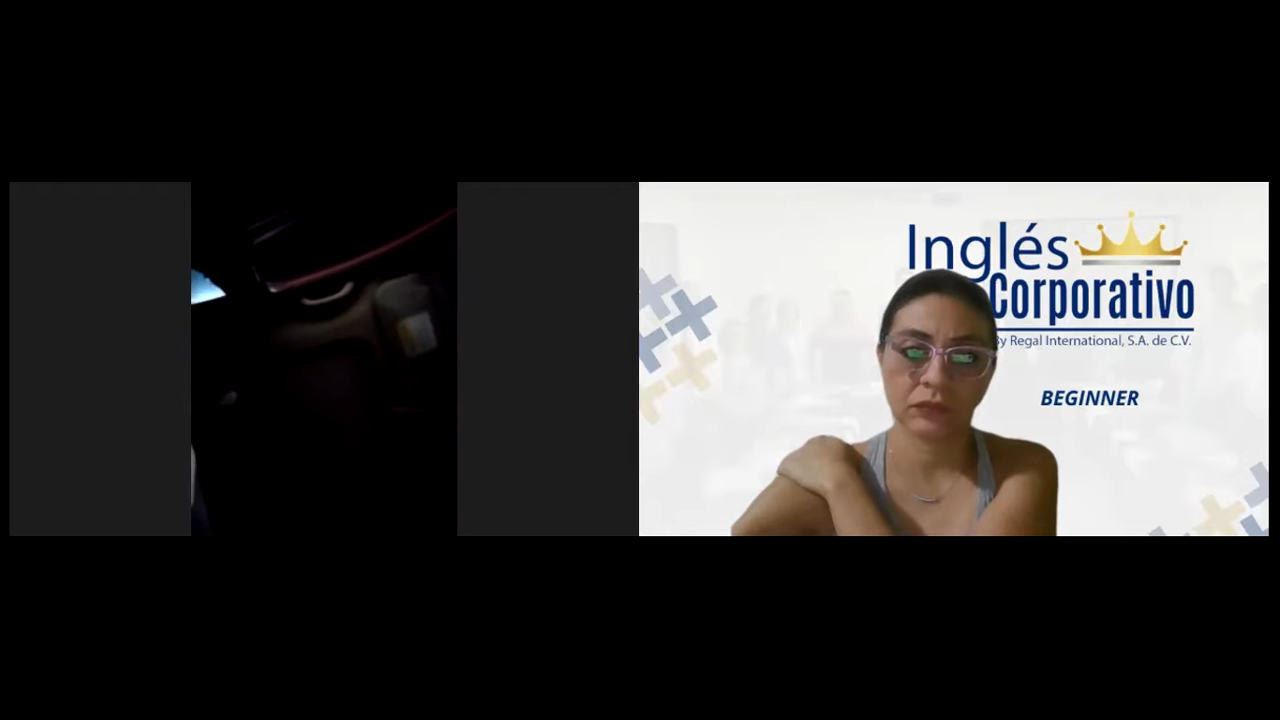 Inglés
Corporativo
By Regal International, S.A. de C.V.
BEGINNER